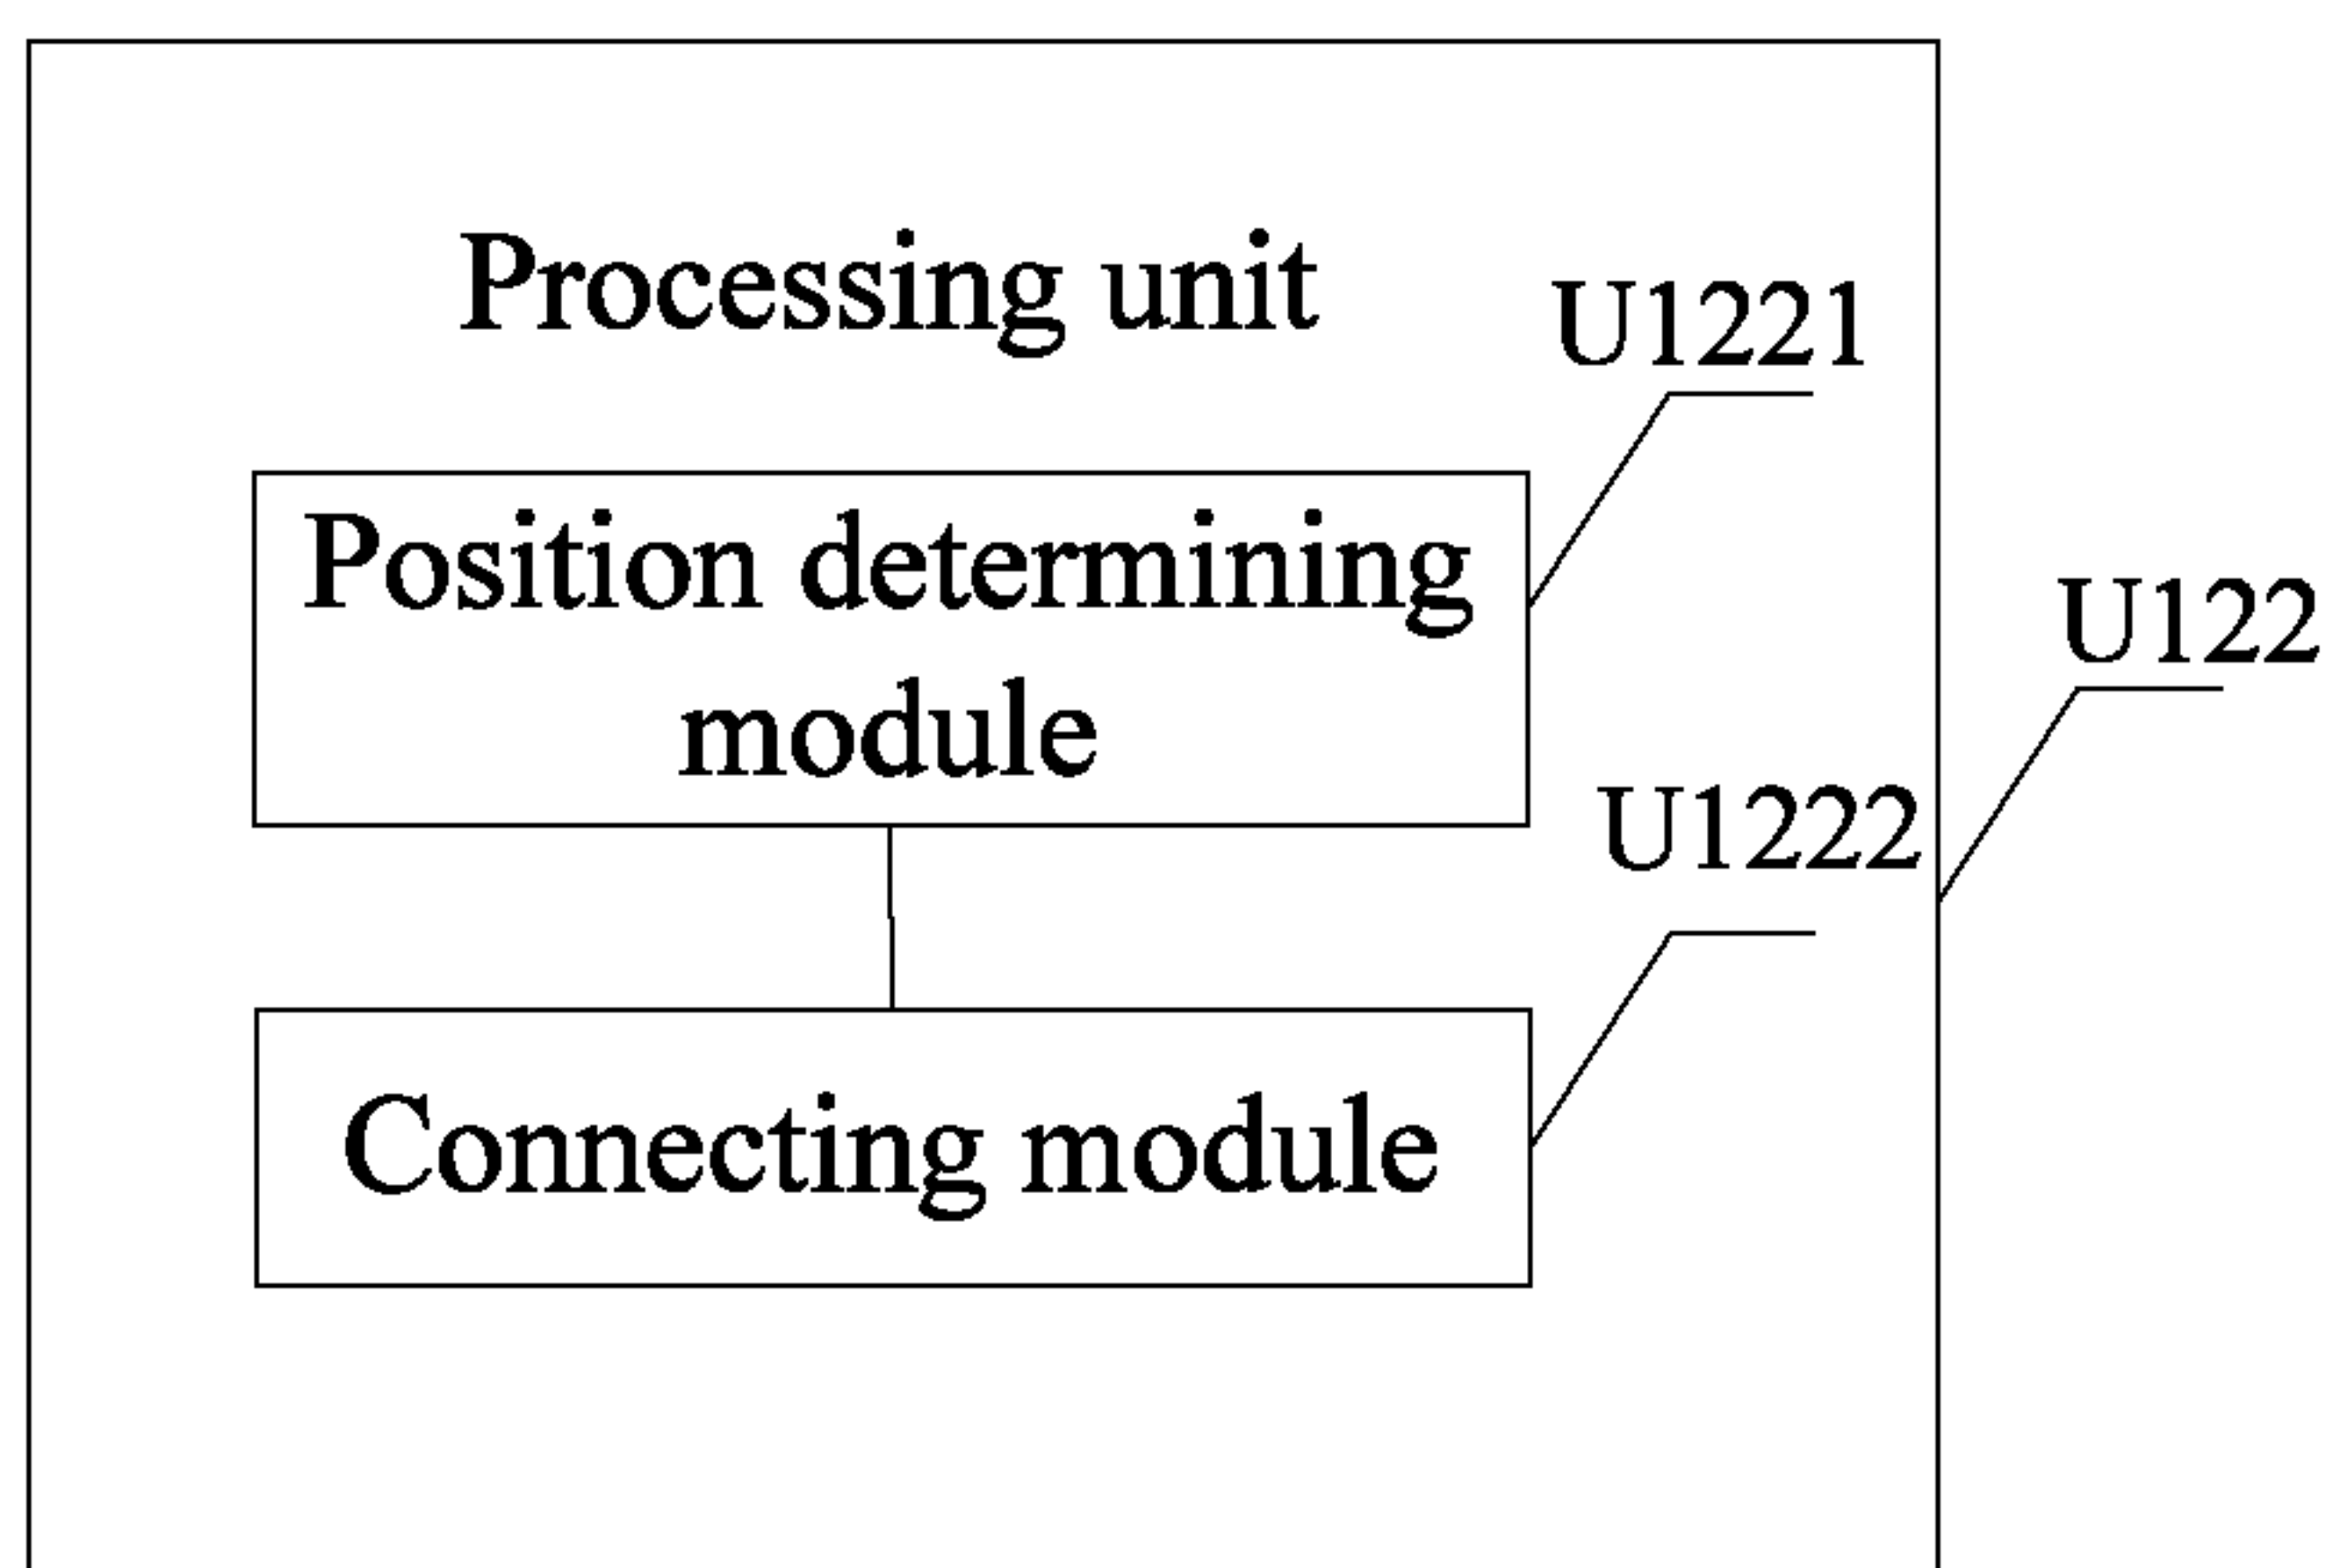 Processing unit
U1221
Position determining
module
U122
U1222
Connecting module